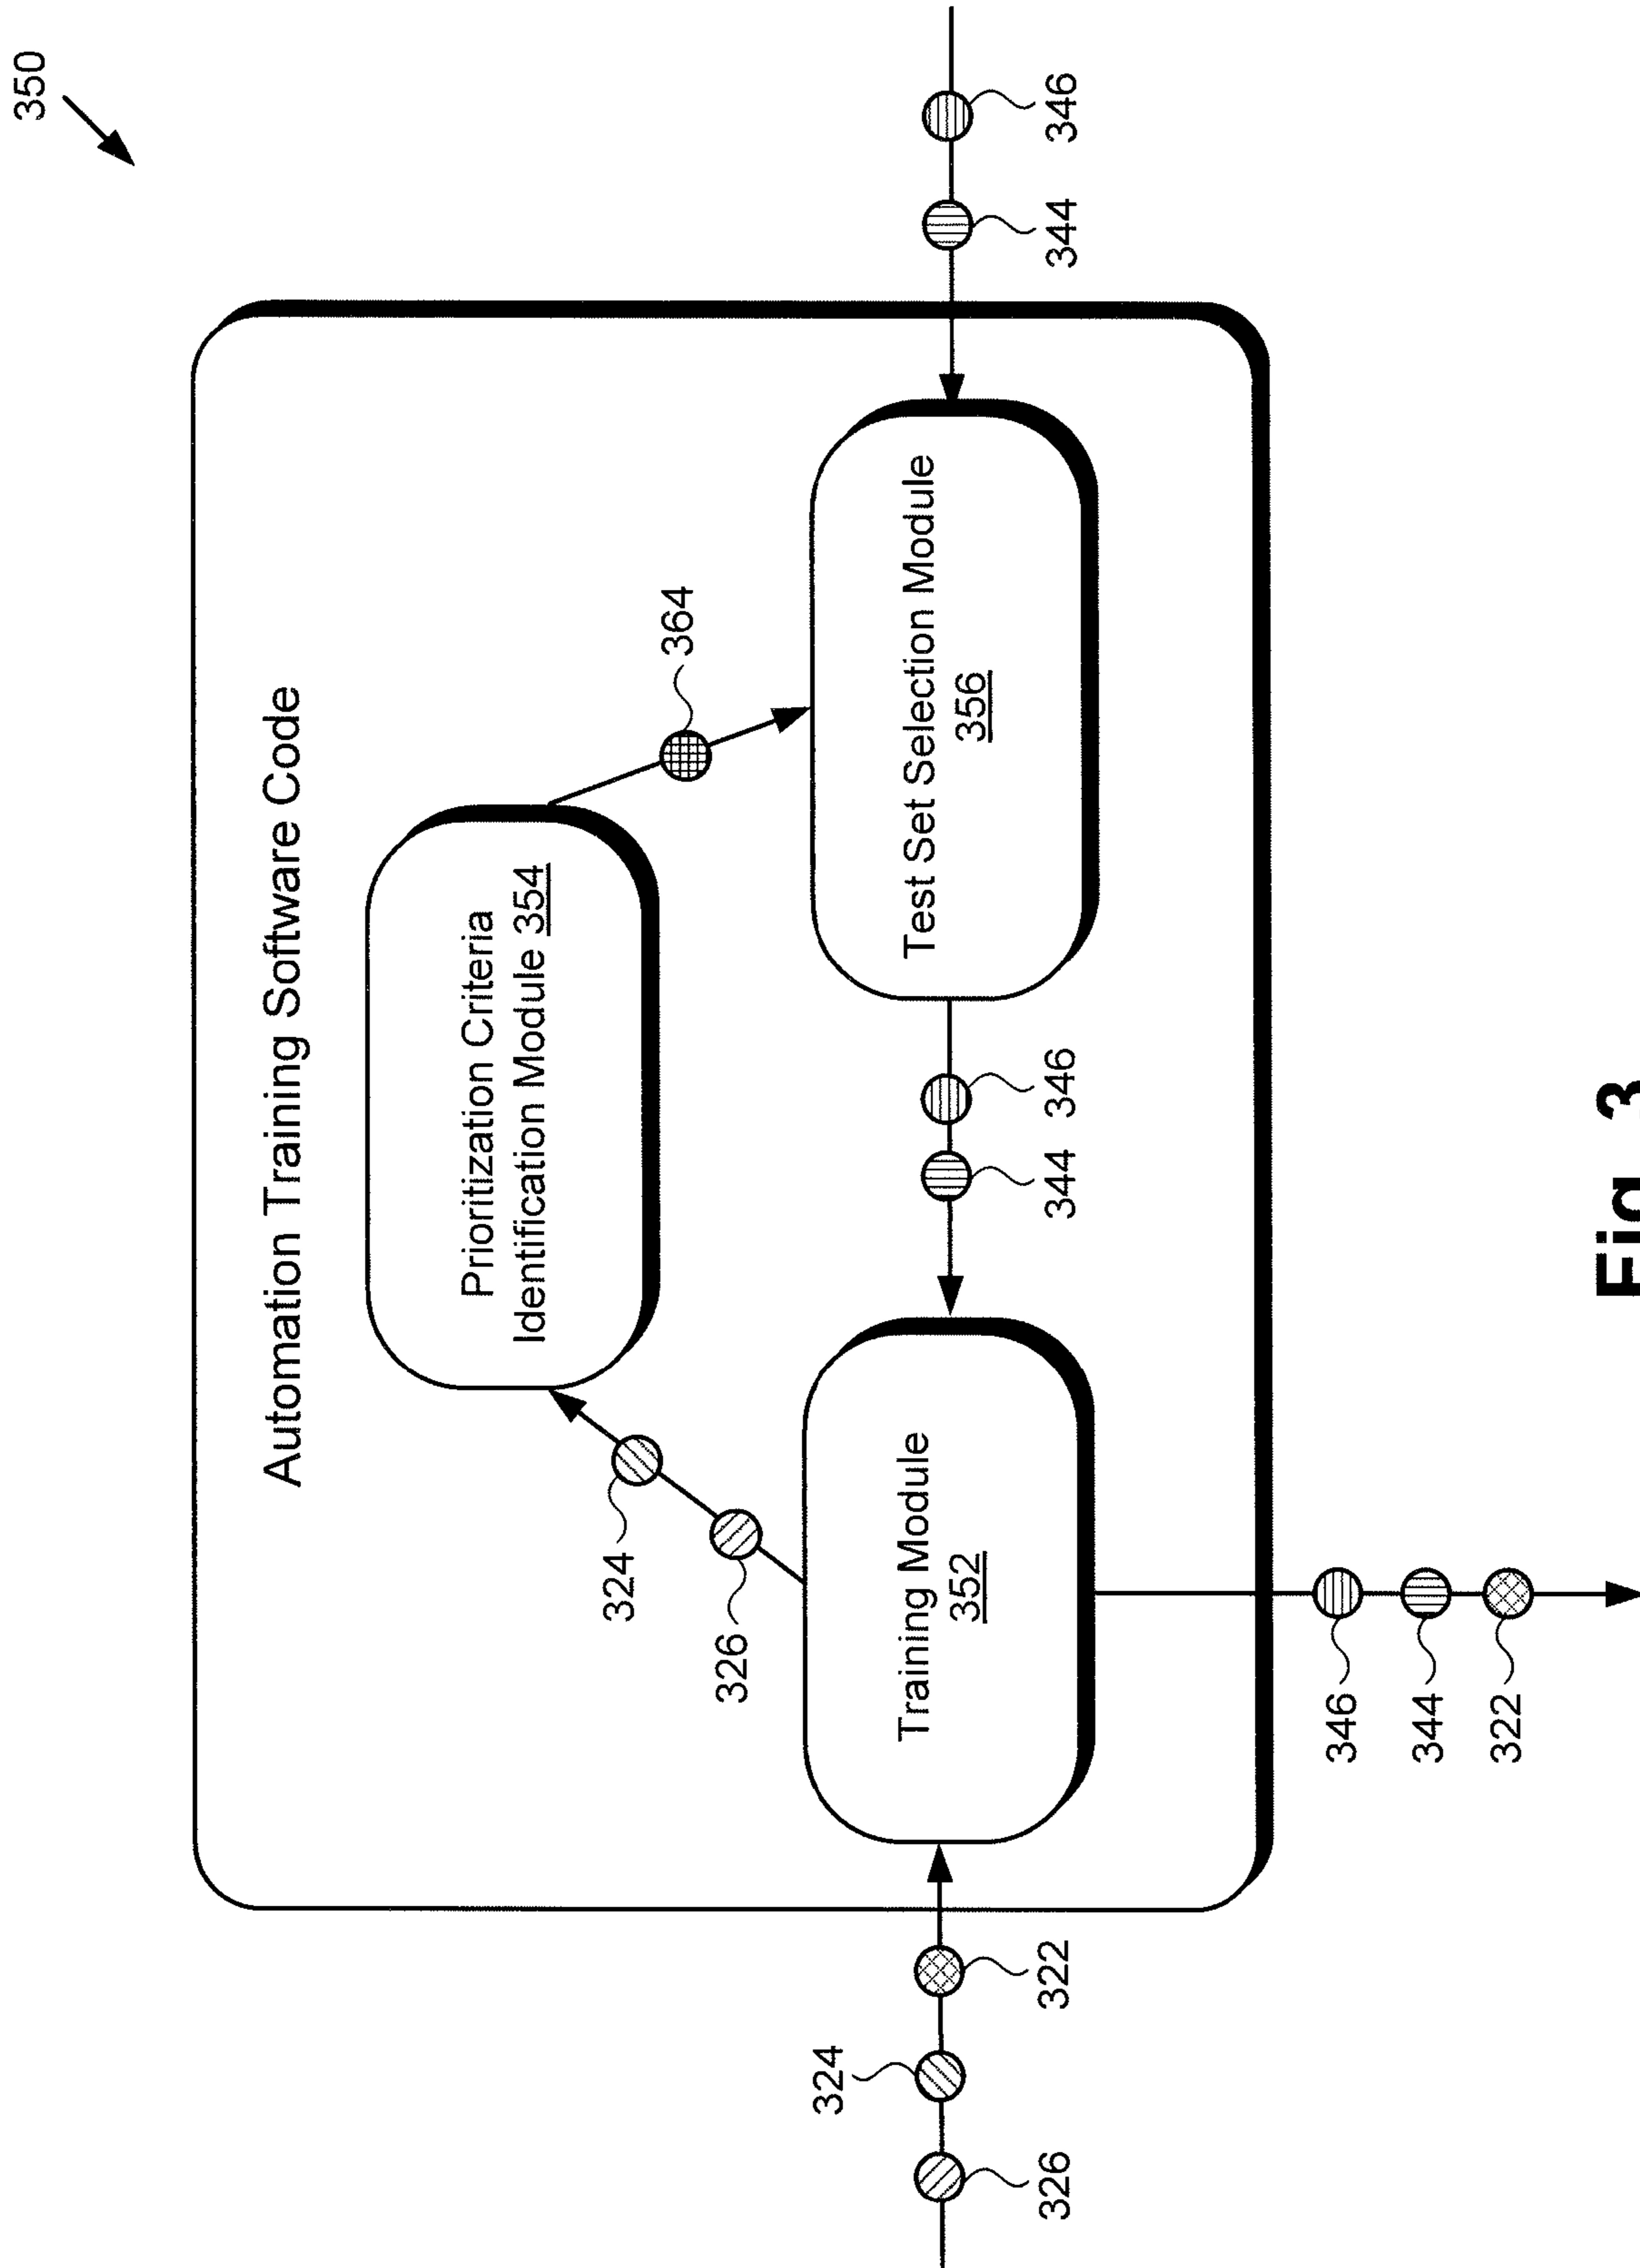 350
Automation Training Software Code
Prioritization Criteria
Identification Module 354
364
324
326
Training Module
352
344
346
Test Set Selection Module
356
326
324
322
344
346
346
344
322
Fig. 3